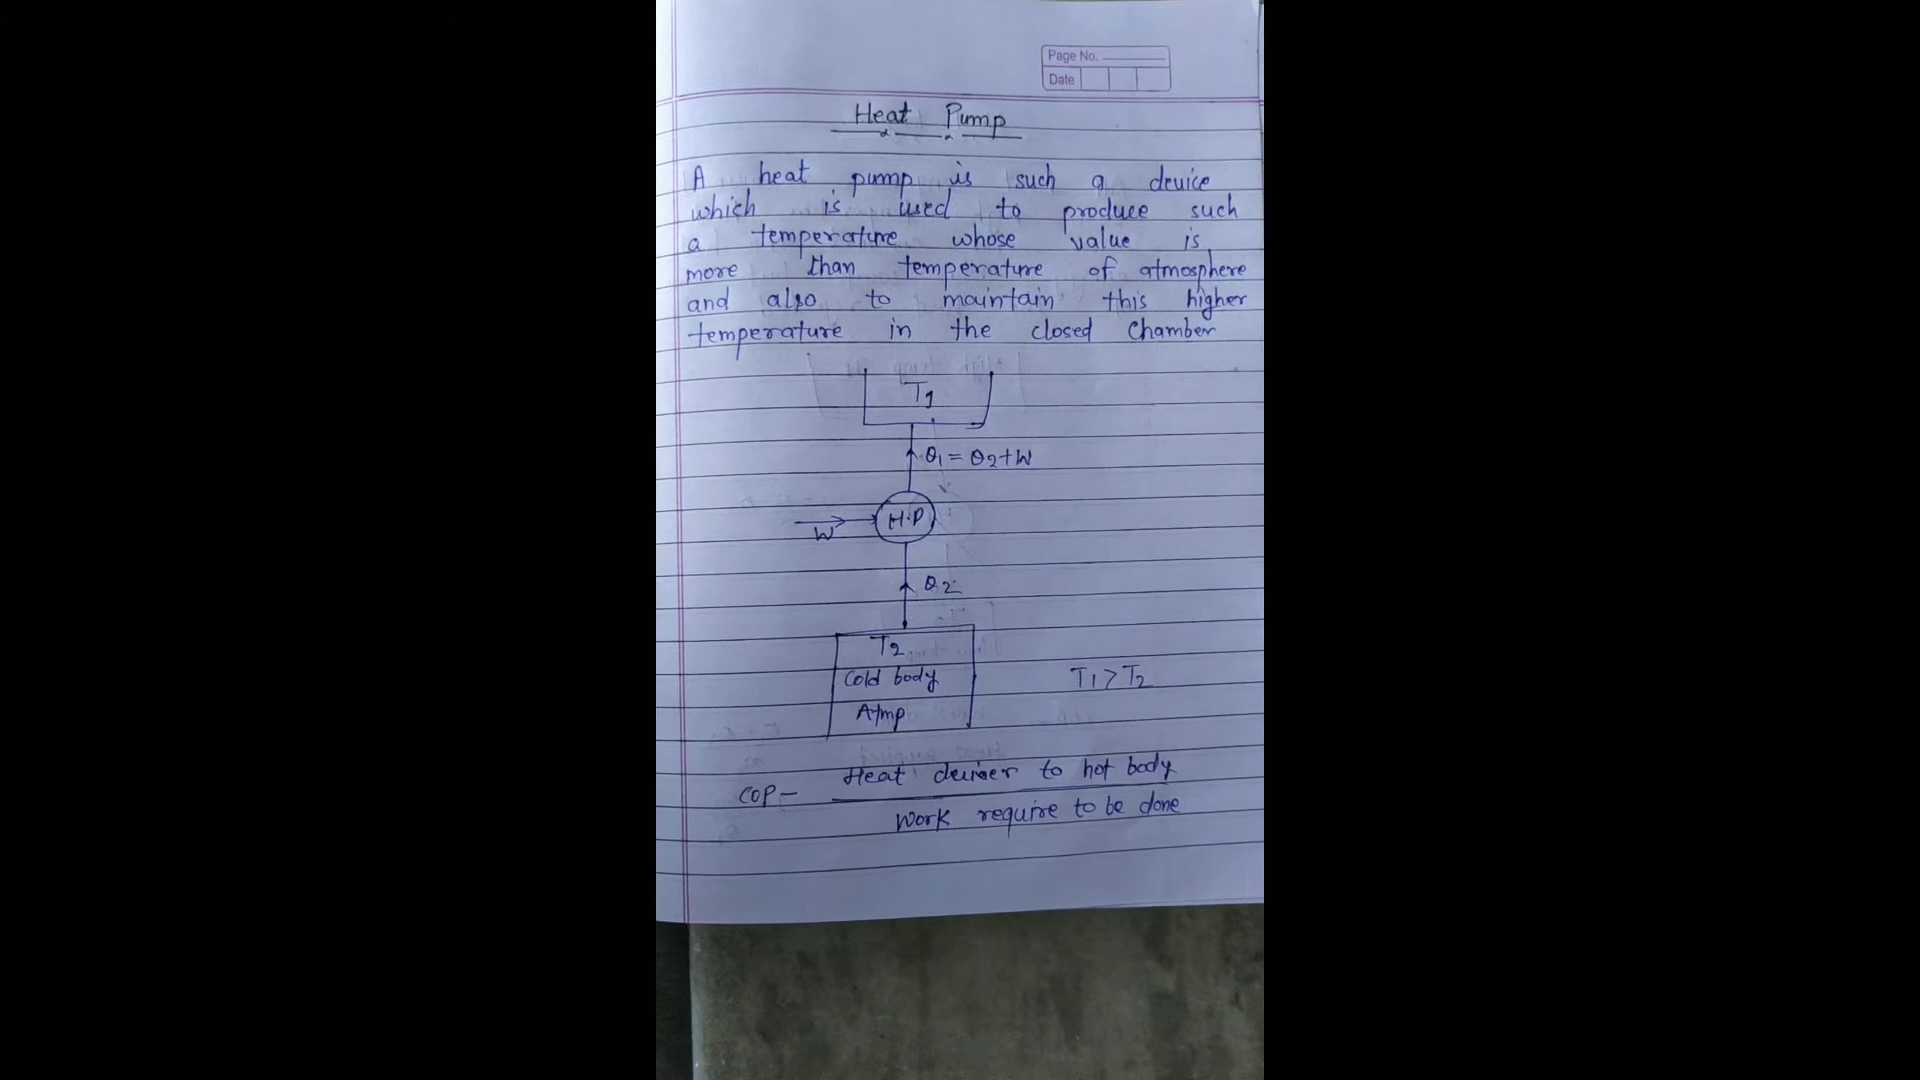 Page No.
Date
Heat Pump
A heat pump is such a device
which is used to produce such
a temperature whose value is
more than temperature of atmosphere
and also to maintain this higher
temperature in the closed chamber
T1
Q1 = Q2+W
H.P
W
Q2
T2
Cold body
Atmp
T1 > T2
Heat deliver to hot body
COP-
Work require to be done